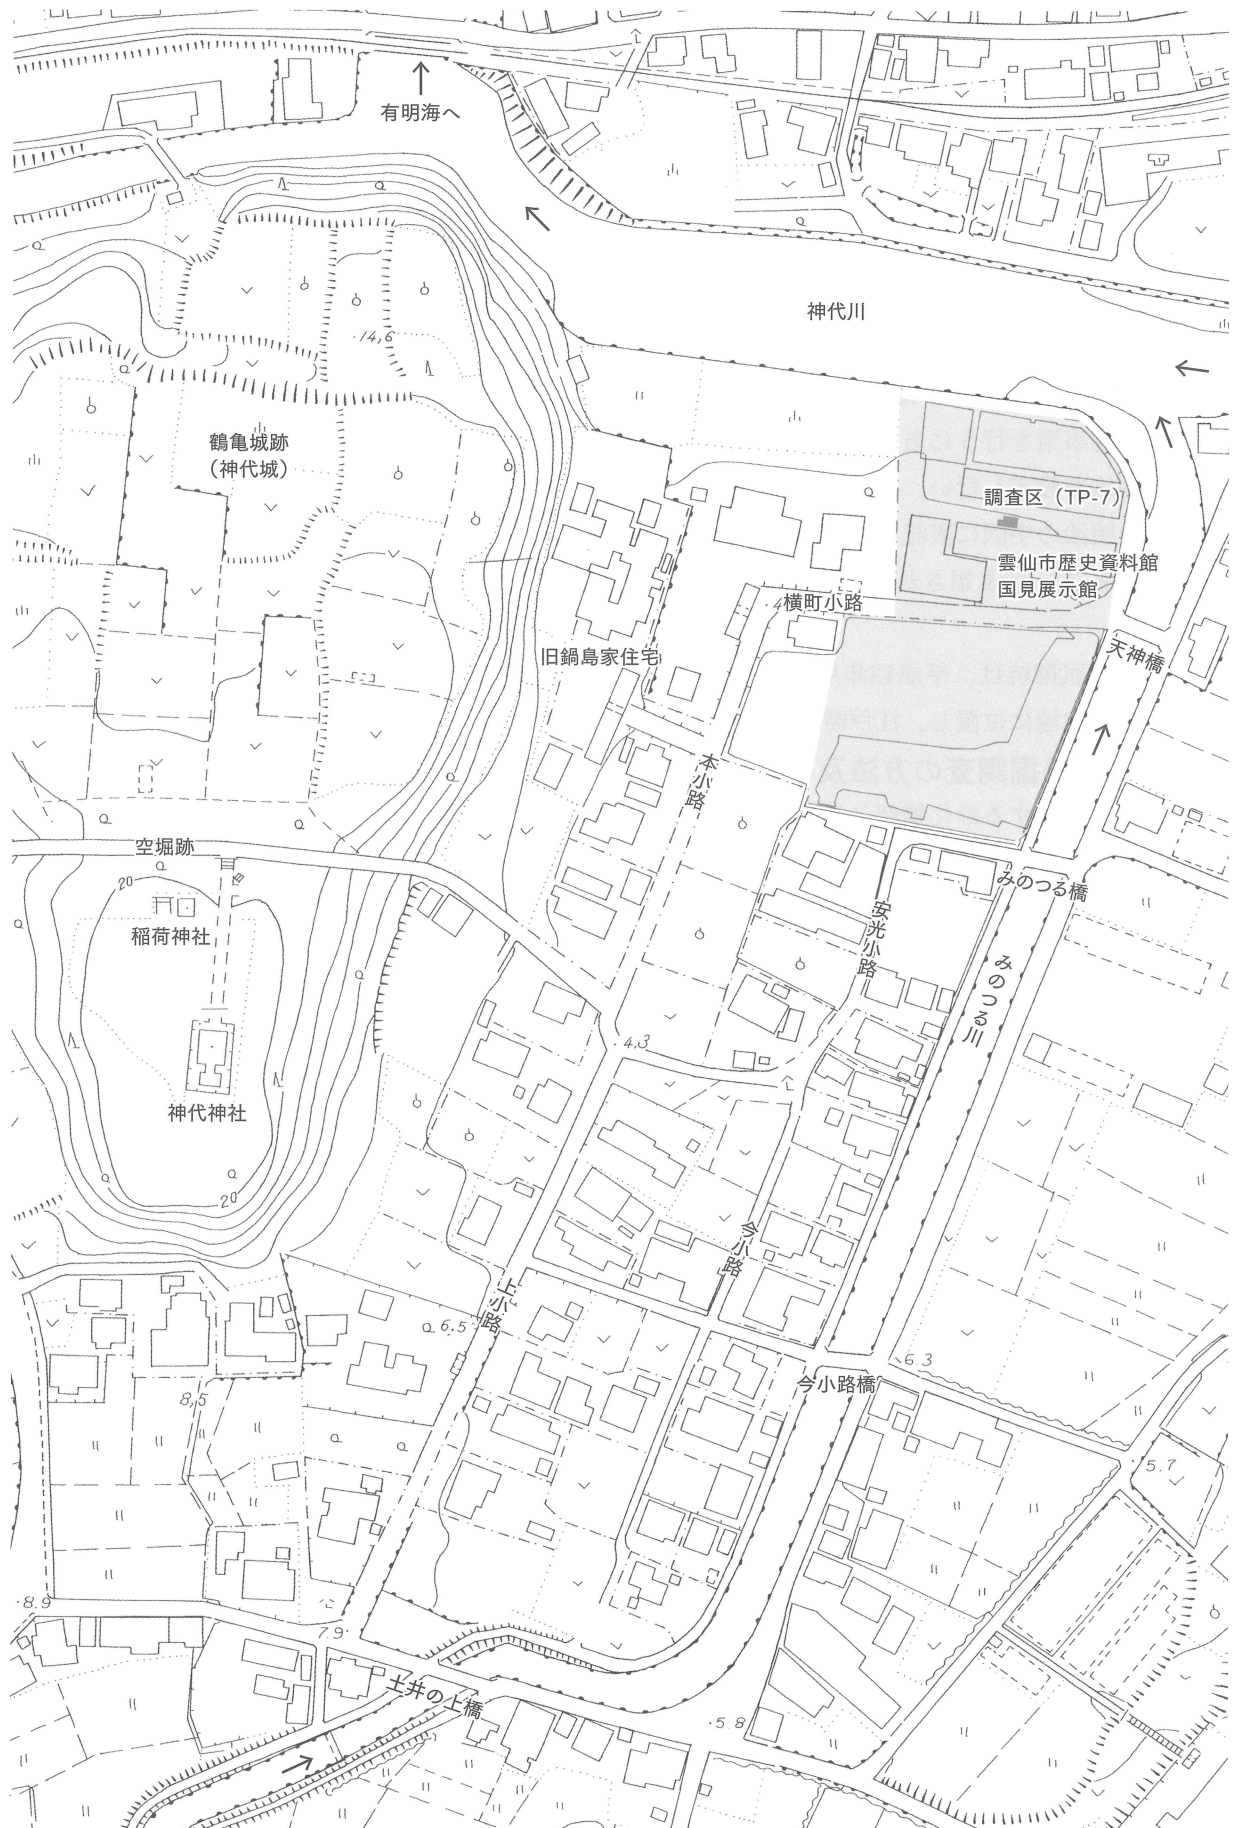 有明海へ
神代川
14,6
鶴亀城跡
(神代城)
調査区(TP-7)
雲仙市歴史資料館
国見展示館
横町小路
旧鍋島家住宅
天神橋
本小路
空堀跡
20
稲荷神社
みのつる橋
安光小路
みのつる川
4,3
神代神社
20
今小路
上小路
6.5
6.3
今小路橋
8,5
5.7
8.9
7.9
土井の上橋
5.8